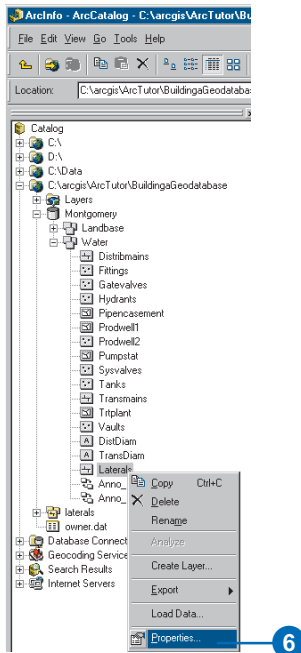 ArcInfo - ArcCatalog - C:\arcgis\ArcTutor\Bu
File Edit View Go Tools Help
Location: C:\arcgis\ArcTutor\BuildingaGeodataba
Catalog
C:\
D:\
C:\Data
C:\arcgis\ArcTutor\BuildingaGeodatabase
Layers
Montgomery
Landbase
Water
Distribmains
Fittings
Gatevalves
Hydrants
Pipencasement
Prodwell1
Prodwell2
Pumpstat
Sysvalves
Tanks
Transmains
Trtplant
Vaults
DistDiam
TransDiam
Laterals
Anno_
Anno_
laterals
owner.dat
Database Connect
Geocoding Service
Search Results
Internet Servers
Copy Ctrl+C
Delete
Rename
Analyze
Create Layer...
Export
Load Data...
Properties...
6